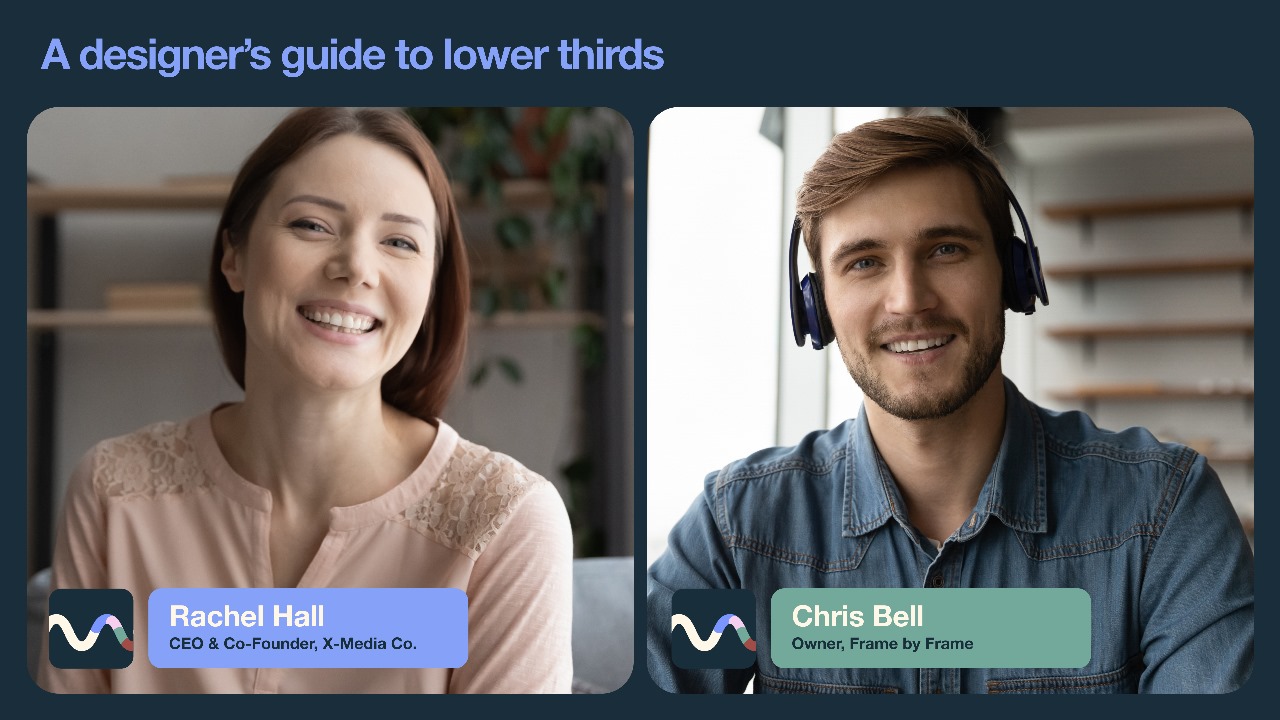 A designer’s guide to lower thirds
Rachel Hall
CEO & Co-Founder, X-Media Co.
Chris Bell
Owner, Frame by Frame